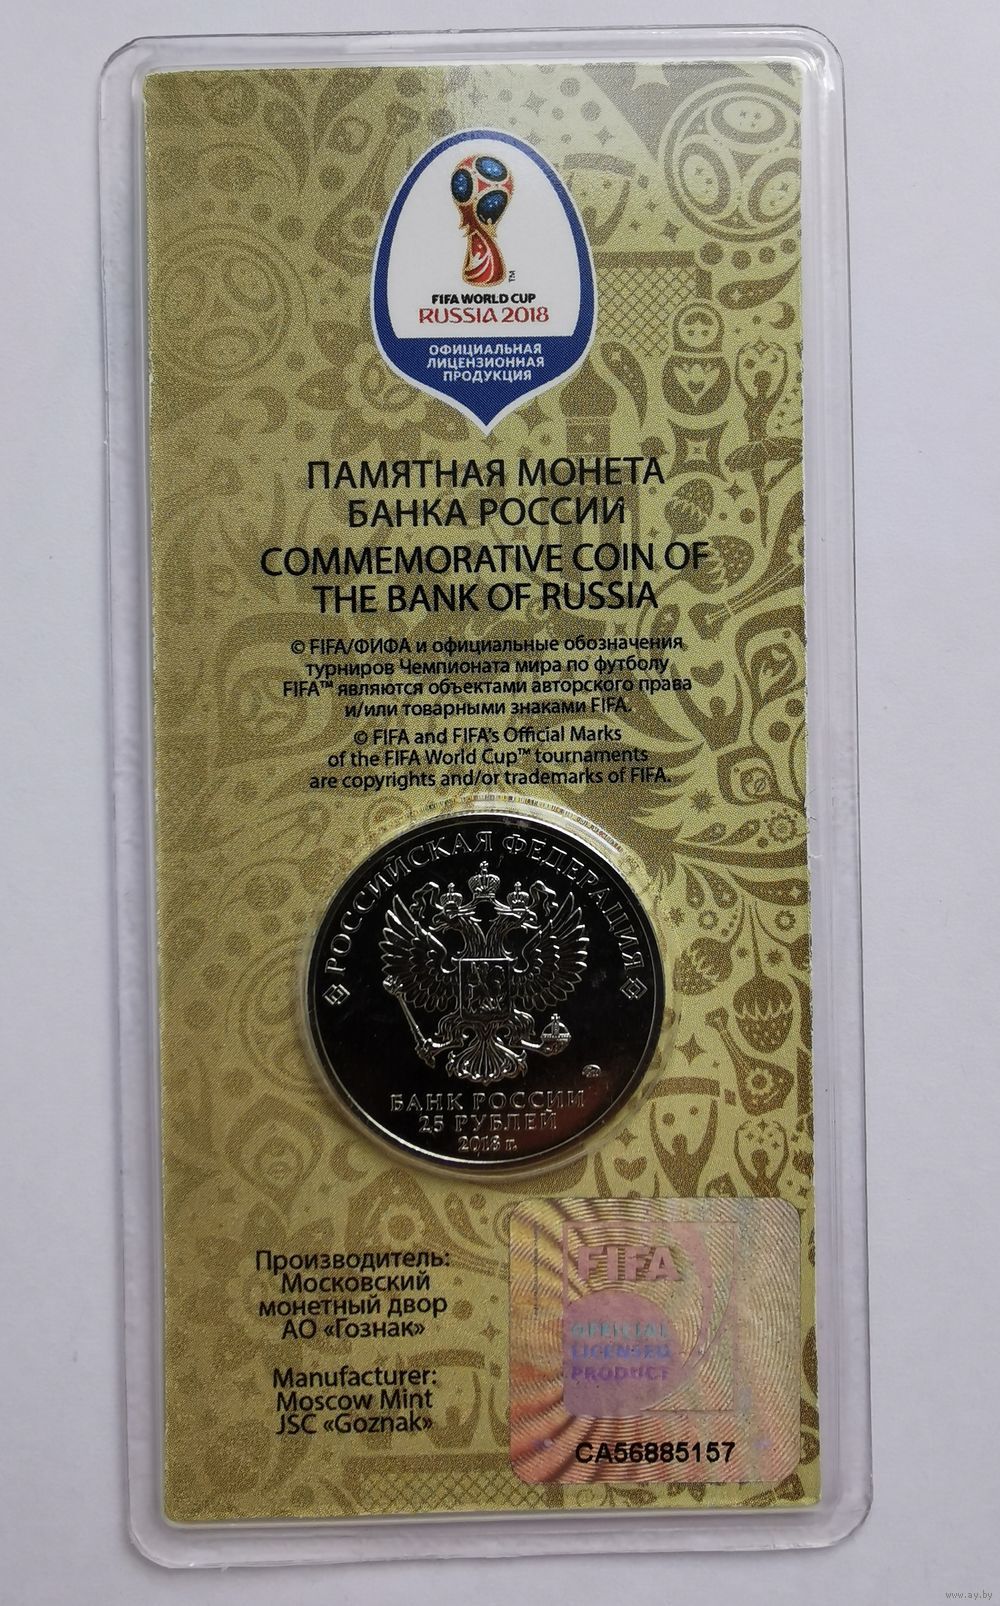 FIFA WORLD CUP
RUSSIA 2018
ОФИЦИАЛЬНАЯ
ЛИЦЕНЗИОННАЯ
ПРОДУКЦИЯ
ПАМЯТНАЯ МОНЕТА
БАНКА РОССИИ
COMMEMORATIVE COIN OF
THE BANK OF RUSSIA
© FIFA/ФИФА и официальные обозначения
турниров Чемпионата мира по футболу
FIFA™ являются объектами авторского права
и/или товарными знаками FIFA.
© FIFA and FIFA's Official Marks
of the FIFA World Cup™ tournaments
are copyrights and/or trademarks of FIFA.
РОССИЙСКАЯ ФЕДЕРАЦИЯ
БАНК РОССИИ
25 РУБЛЕЙ
2018 г.
Производитель:
Московский
монетный двор
АО «Гознак»
Manufacturer:
Moscow Mint
JSC «Goznak»
FIFA
OFFICIAL
LICENSED
PRODUCT
CA56885157
www.ay.by